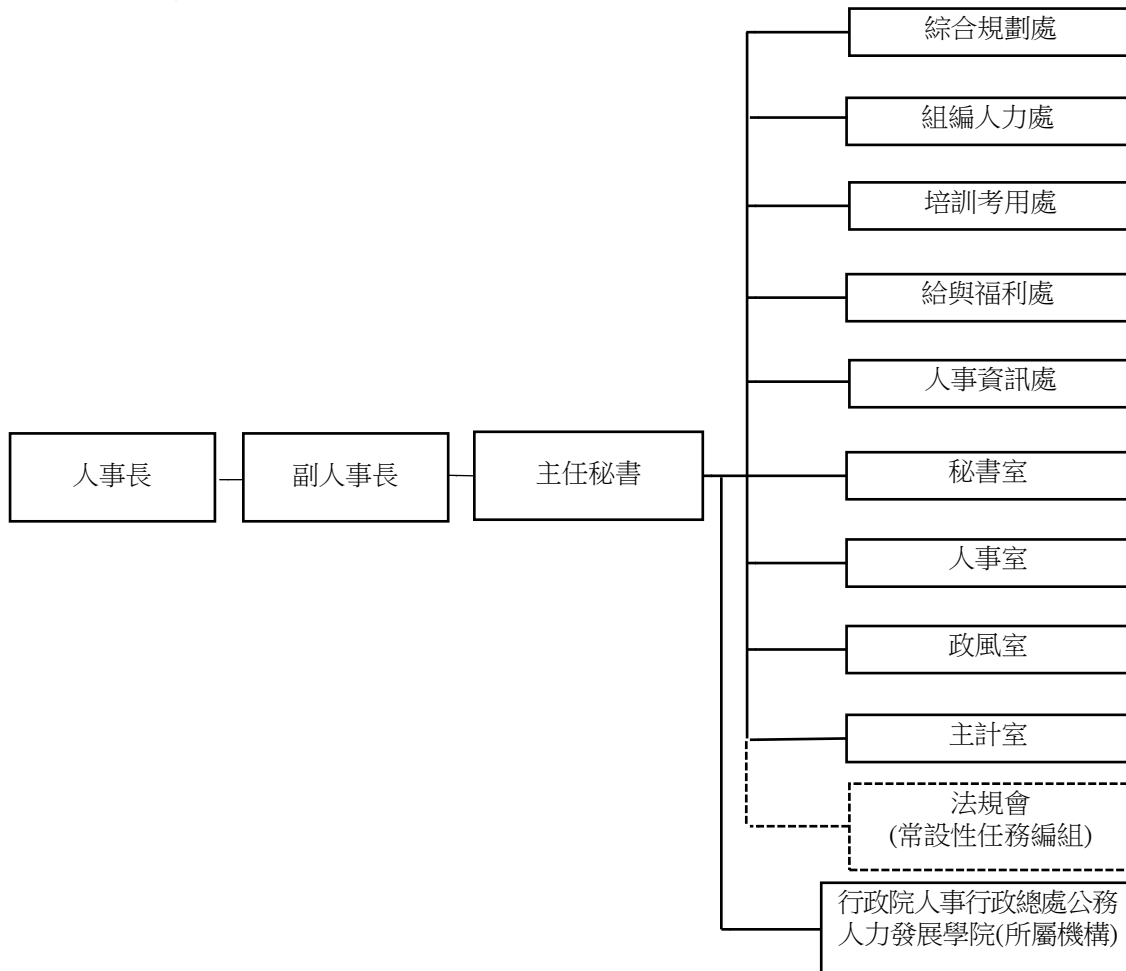 綜合規劃處
組編人力處
培訓考用處
給與福利處
人事資訊處
人事長
副人事長
主任秘書
秘書室
人事室
政風室
主計室
法規會
(常設性任務編組)
行政院人事行政總處公務
人力發展學院(所屬機構)